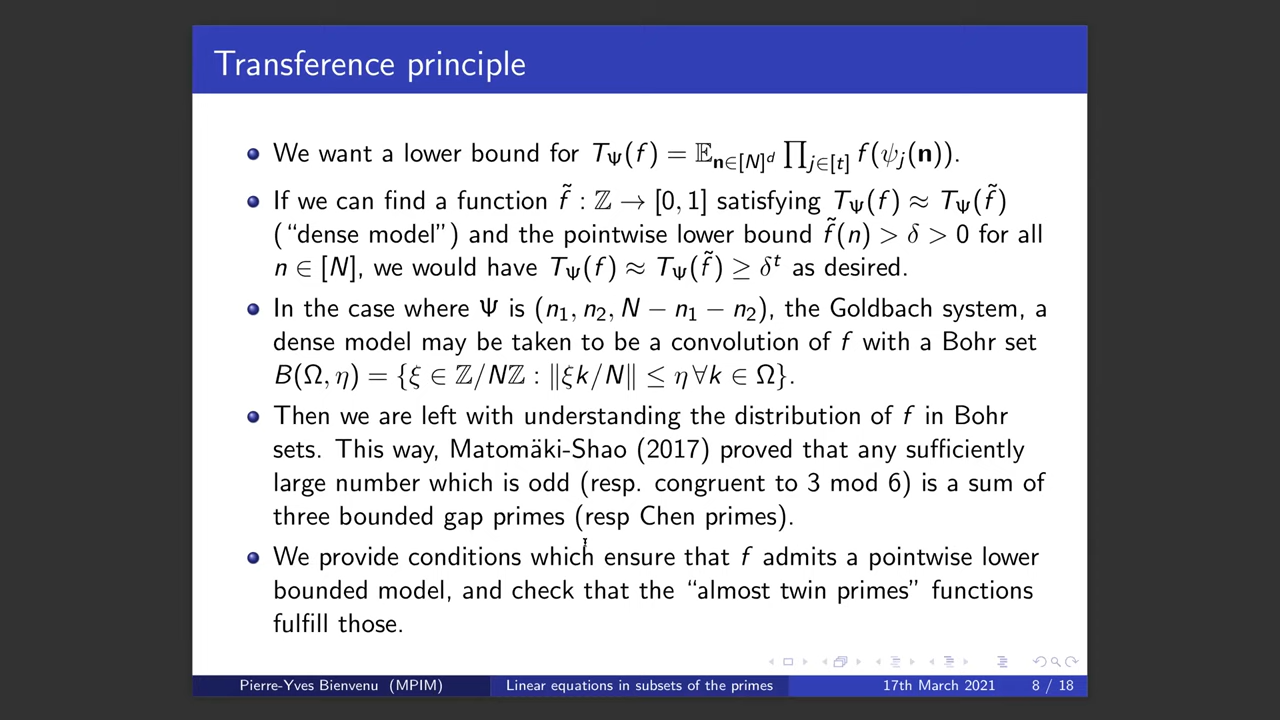 Transference principle
We want a lower bound for T_Ψ(f) = 𝔼_{n∈[N]^d} ∏_{j∈[t]} f(ψ_j(n)).
If we can find a function f̃ : ℤ → [0, 1] satisfying T_Ψ(f) ≈ T_Ψ(f̃)
(“dense model”) and the pointwise lower bound f̃(n) > δ > 0 for all
n ∈ [N], we would have T_Ψ(f) ≈ T_Ψ(f̃) ≥ δ^t as desired.
In the case where Ψ is (n₁, n₂, N − n₁ − n₂), the Goldbach system, a
dense model may be taken to be a convolution of f with a Bohr set
B(Ω, η) = {ξ ∈ ℤ/Nℤ : ‖ξk/N‖ ≤ η ∀k ∈ Ω}.
Then we are left with understanding the distribution of f in Bohr
sets. This way, Matomäki-Shao (2017) proved that any sufficiently
large number which is odd (resp. congruent to 3 mod 6) is a sum of
three bounded gap primes (resp Chen primes).
We provide conditions which ensure that f admits a pointwise lower
bounded model, and check that the “almost twin primes” functions
fulfill those.
Pierre-Yves Bienvenu (MPIM) Linear equations in subsets of the primes 17th March 2021 8 / 18